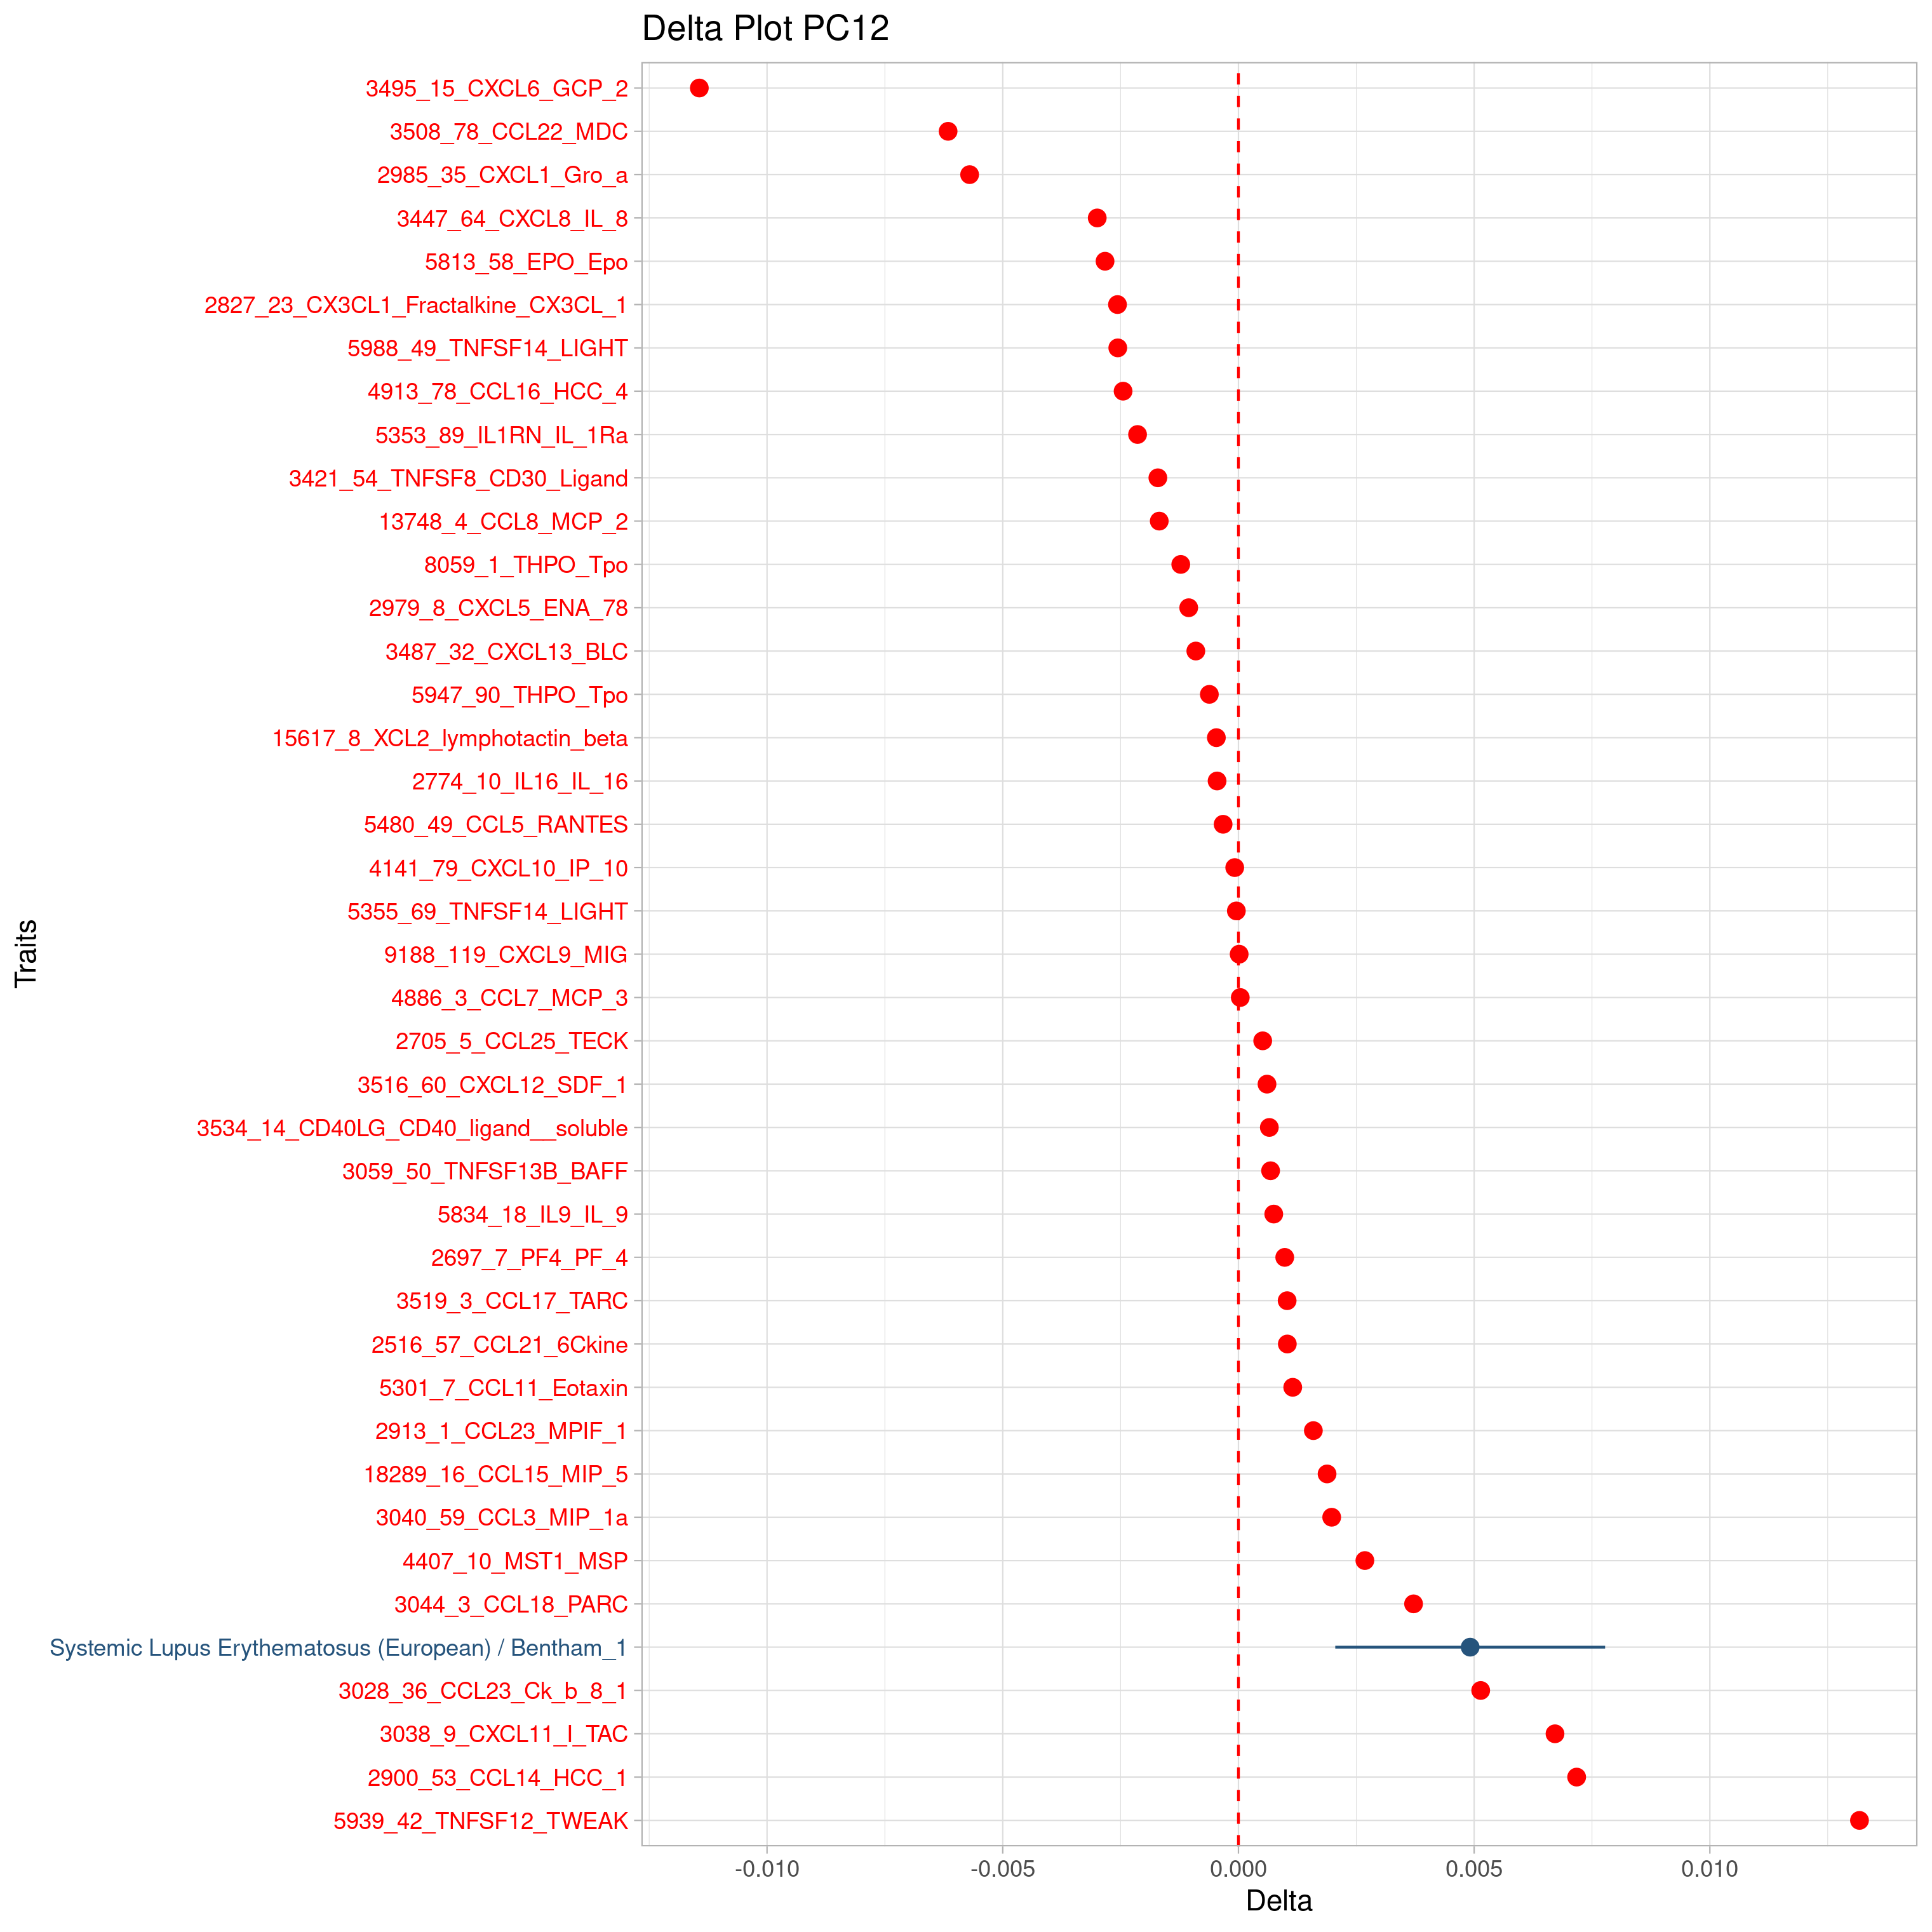 Delta Plot PC12
3495_15_CXCL6_GCP_2
3508_78_CCL22_MDC
2985_35_CXCL1_Gro_a
3447_64_CXCL8_IL_8
5813_58_EPO_Epo
2827_23_CX3CL1_Fractalkine_CX3CL_1
5988_49_TNFSF14_LIGHT
4913_78_CCL16_HCC_4
5353_89_IL1RN_IL_1Ra
3421_54_TNFSF8_CD30_Ligand
13748_4_CCL8_MCP_2
8059_1_THPO_Tpo
2979_8_CXCL5_ENA_78
3487_32_CXCL13_BLC
5947_90_THPO_Tpo
15617_8_XCL2_lymphotactin_beta
2774_10_IL16_IL_16
5480_49_CCL5_RANTES
4141_79_CXCL10_IP_10
5355_69_TNFSF14_LIGHT
9188_119_CXCL9_MIG
4886_3_CCL7_MCP_3
2705_5_CCL25_TECK
3516_60_CXCL12_SDF_1
3534_14_CD40LG_CD40_ligand__soluble
3059_50_TNFSF13B_BAFF
5834_18_IL9_IL_9
2697_7_PF4_PF_4
3519_3_CCL17_TARC
2516_57_CCL21_6Ckine
5301_7_CCL11_Eotaxin
2913_1_CCL23_MPIF_1
18289_16_CCL15_MIP_5
3040_59_CCL3_MIP_1a
4407_10_MST1_MSP
3044_3_CCL18_PARC
Systemic Lupus Erythematosus (European) / Bentham_1
3028_36_CCL23_Ck_b_8_1
3038_9_CXCL11_I_TAC
2900_53_CCL14_HCC_1
5939_42_TNFSF12_TWEAK
Traits
-0.010 -0.005 0.000 0.005 0.010
Delta